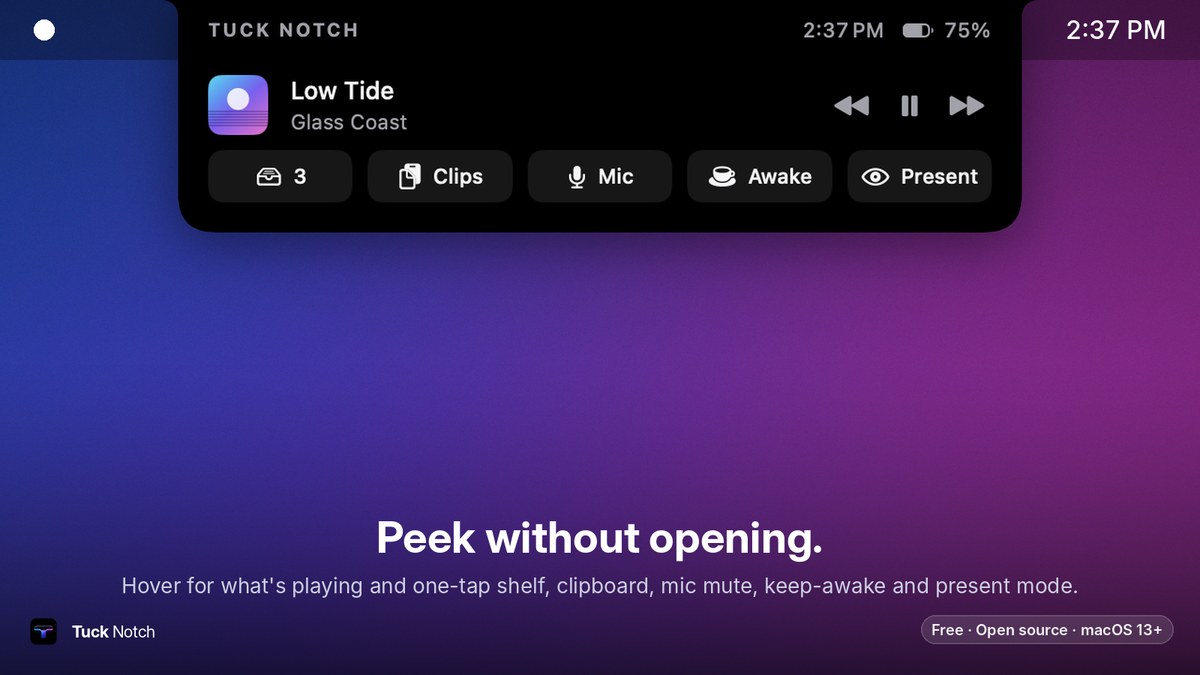 TUCK NOTCH 2:37 PM 75% 2:37 PM
Low Tide
Glass Coast
3 Clips Mic Awake Present
Peek without opening.
Hover for what's playing and one-tap shelf, clipboard, mic mute, keep-awake and present mode.
Tuck Notch Free · Open source · macOS 13+